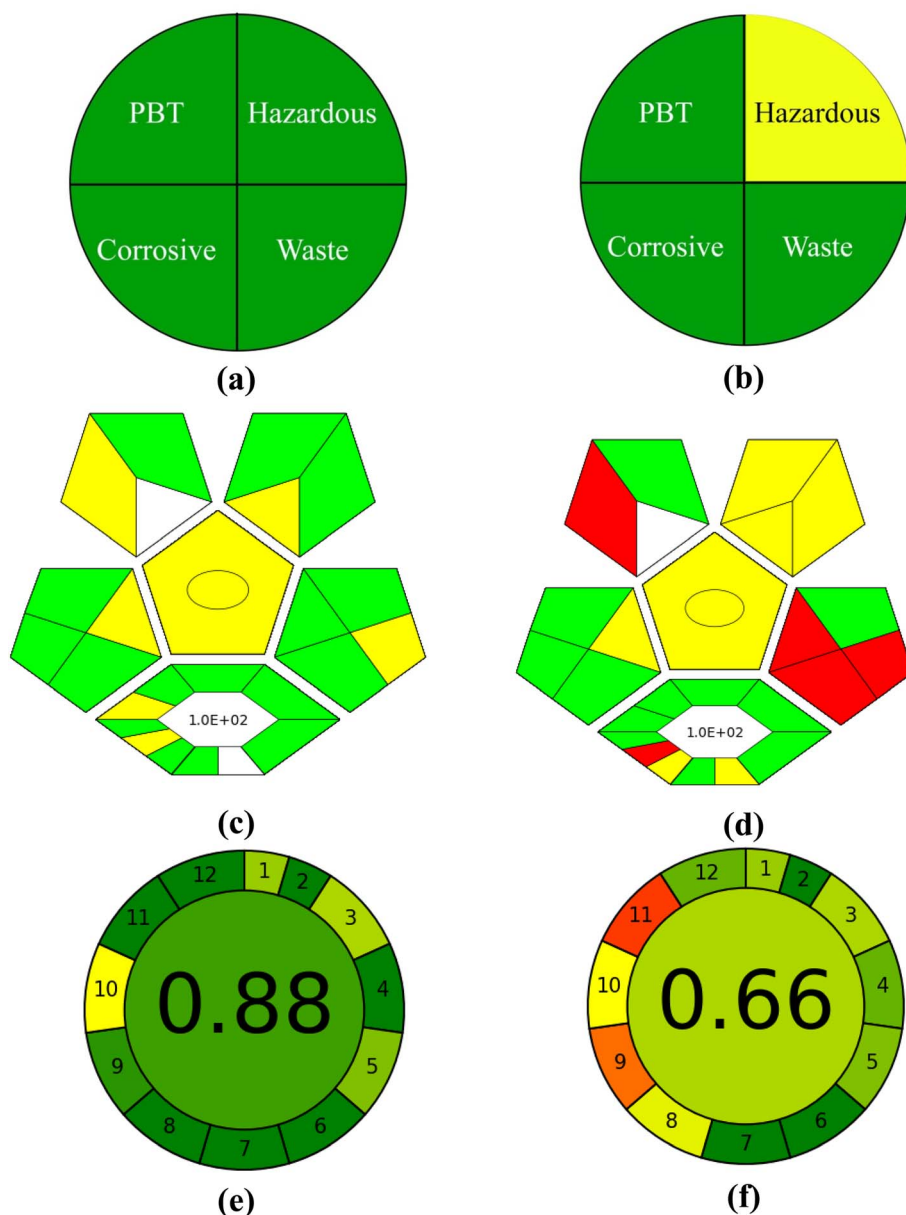 PBT Hazardous
Corrosive Waste
(a)
PBT Hazardous
Corrosive Waste
(b)
1.0E+02
(c)
1.0E+02
(d)
1
2
3
4
5
6
7
8
9
10
11
12
0.88
(e)
1
2
3
4
5
6
7
8
9
10
11
12
0.66
(f)